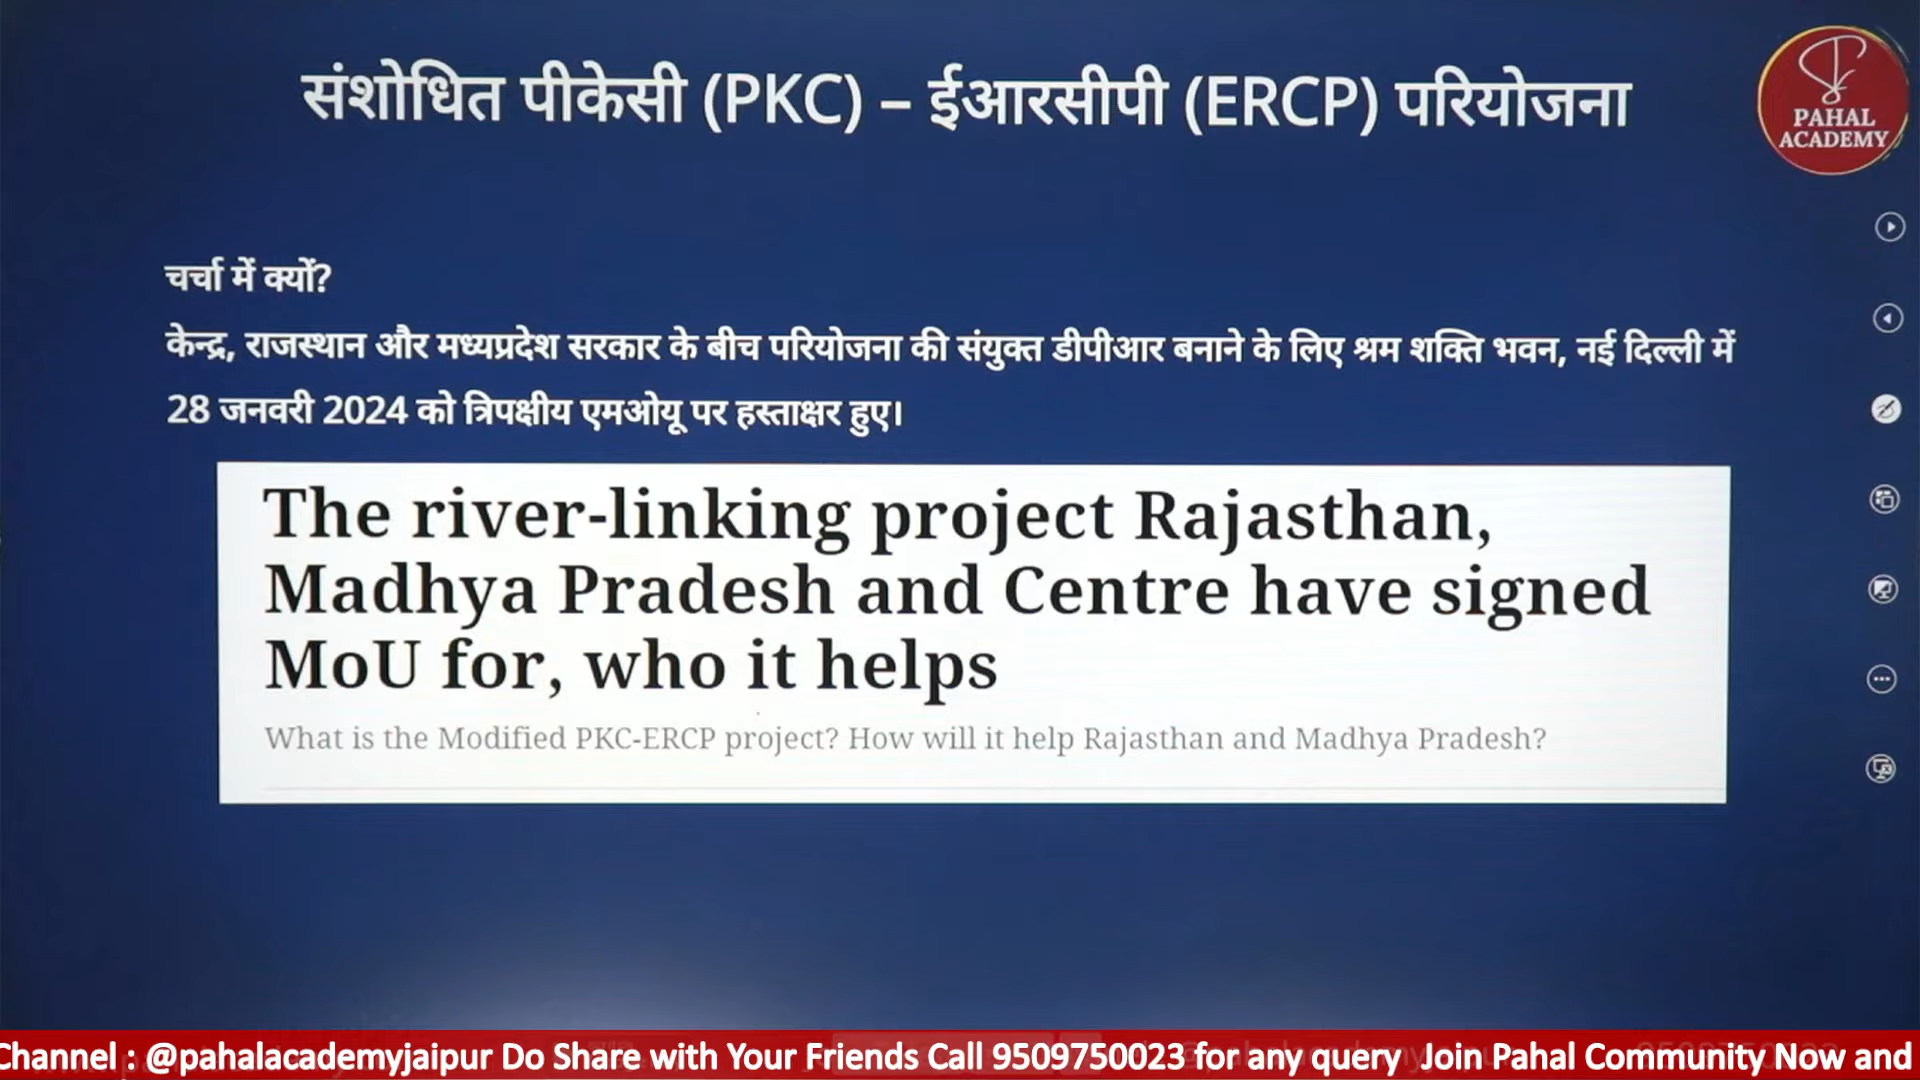 संशोधित पीकेसी (PKC) – ईआरसीपी (ERCP) परियोजना
PAHAL
ACADEMY
चर्चा में क्यों?
केन्द्र, राजस्थान और मध्यप्रदेश सरकार के बीच परियोजना की संयुक्त डीपीआर बनाने के लिए श्रम शक्ति भवन, नई दिल्ली में
28 जनवरी 2024 को त्रिपक्षीय एमओयू पर हस्ताक्षर हुए।
The river-linking project Rajasthan,
Madhya Pradesh and Centre have signed
MoU for, who it helps
What is the Modified PKC-ERCP project? How will it help Rajasthan and Madhya Pradesh?
Channel : @pahalacademyjaipur Do Share with Your Friends Call 9509750023 for any query Join Pahal Community Now and